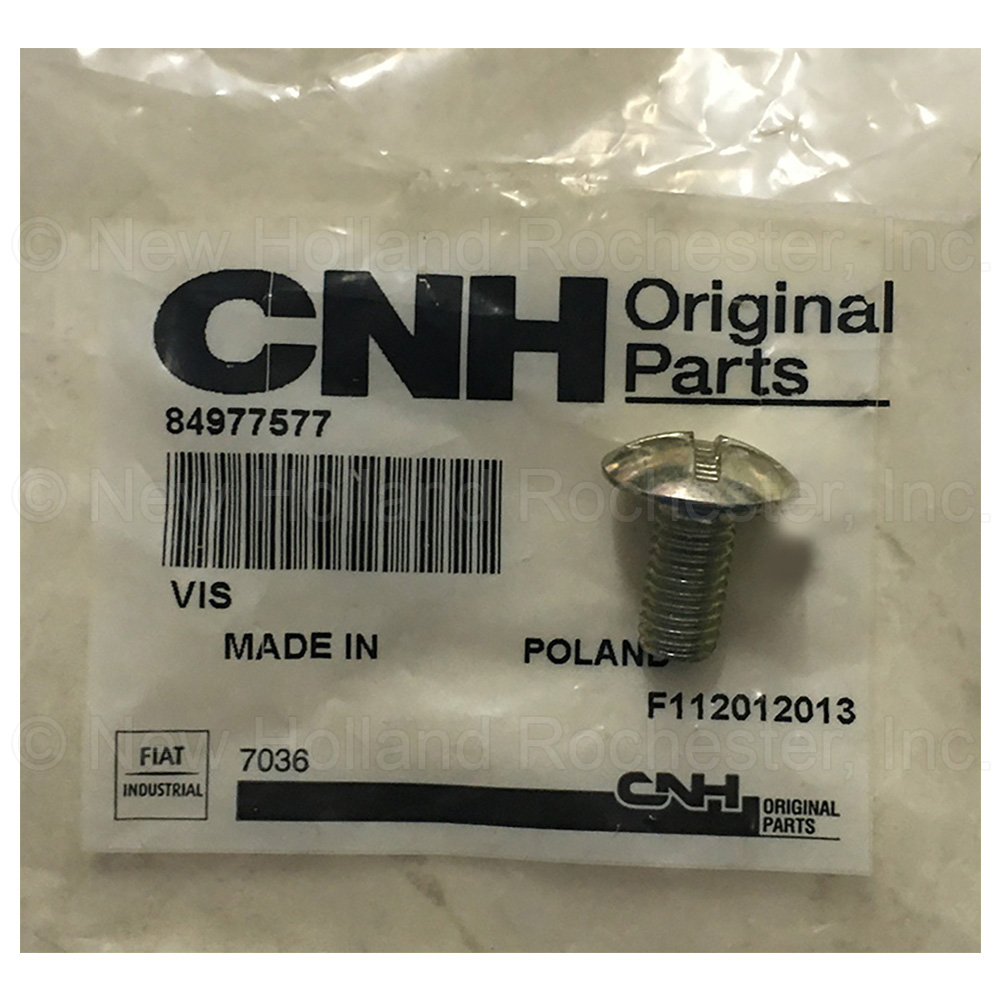 © New Holland Rochester, Inc.
CNH Original
Parts
84977577
© New Holland Rochester, Inc.
VIS
MADE IN POLAND
F112012013
© New Holland Rochester, Inc.
FIAT
INDUSTRIAL
7036
CNH ORIGINAL
PARTS